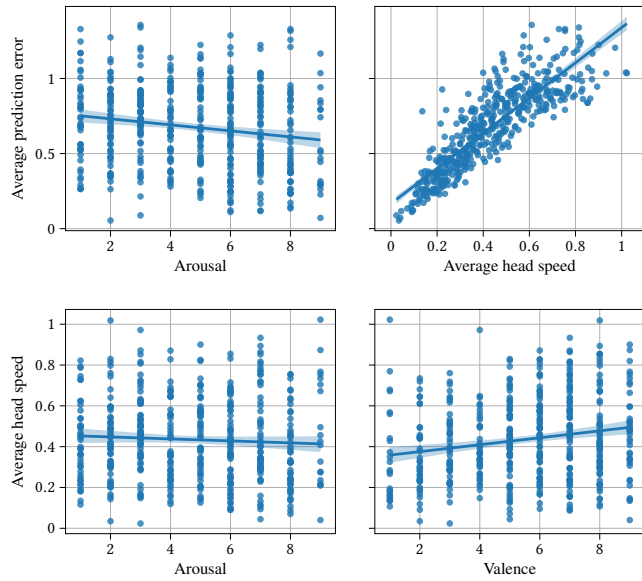 Average prediction error
1
0.5
0
2 4 6 8
Arousal
0 0.2 0.4 0.6 0.8 1
Average head speed
Average head speed
1
0.8
0.6
0.4
0.2
0
2 4 6 8
Arousal
2 4 6 8
Valence